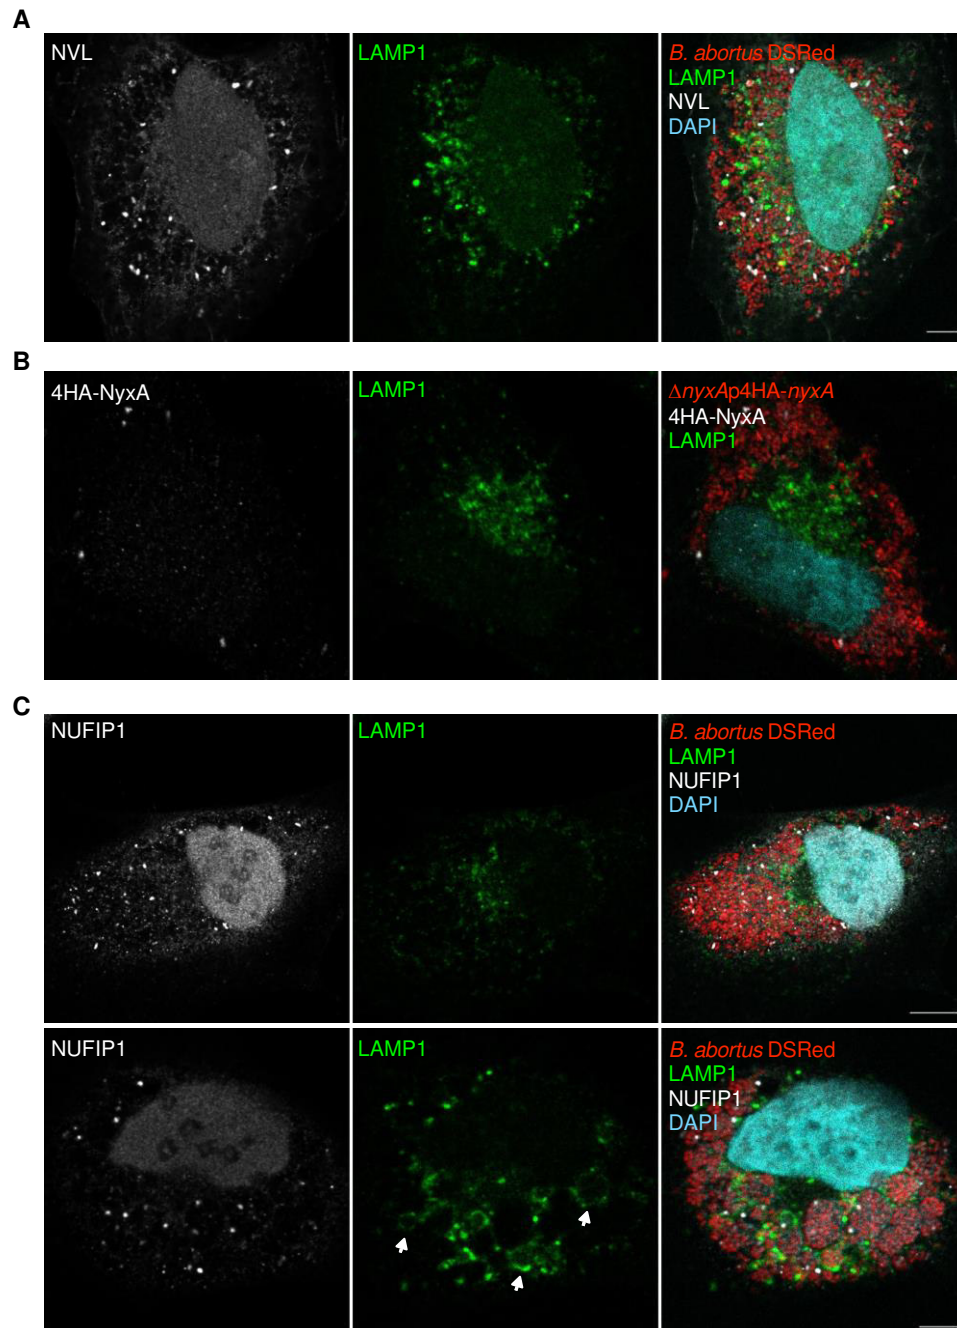 A
NVL
LAMP1
B. abortus DSRed
LAMP1
NVL
DAPI
B
4HA-NyxA
LAMP1
ΔnyxAp4HA-nyxA
4HA-NyxA
LAMP1
C
NUFIP1
LAMP1
B. abortus DSRed
LAMP1
NUFIP1
DAPI
NUFIP1
LAMP1
B. abortus DSRed
LAMP1
NUFIP1
DAPI